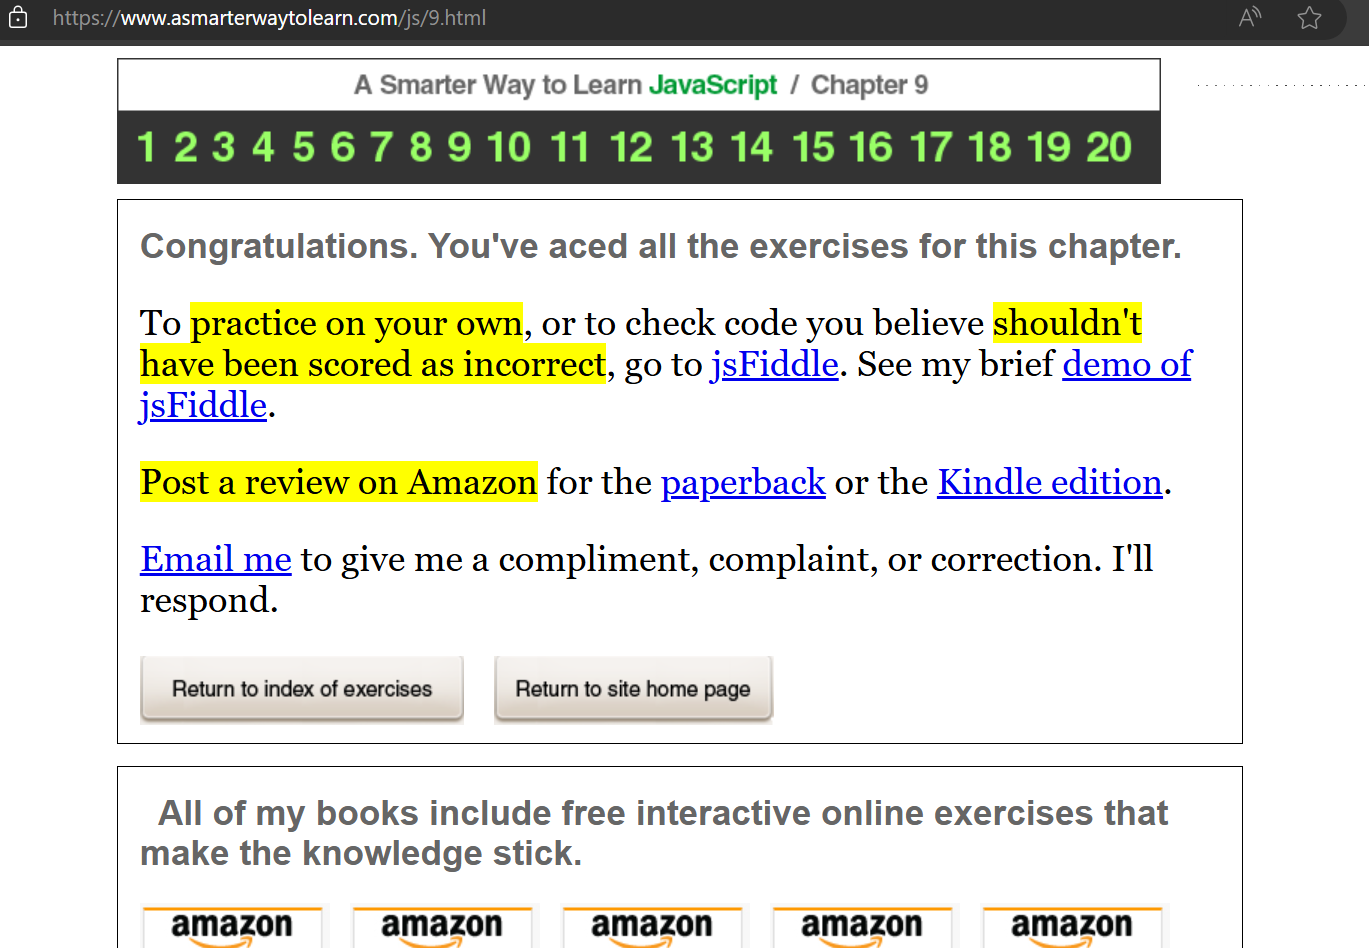 https://www.asmarterwaytolearn.com/js/9.html
A Smarter Way to Learn JavaScript / Chapter 9
1 2 3 4 5 6 7 8 9 10 11 12 13 14 15 16 17 18 19 20
Congratulations. You've aced all the exercises for this chapter.
To practice on your own, or to check code you believe shouldn't
have been scored as incorrect, go to jsFiddle. See my brief demo of
jsFiddle.
Post a review on Amazon for the paperback or the Kindle edition.
Email me to give me a compliment, complaint, or correction. I'll
respond.
Return to index of exercises Return to site home page
All of my books include free interactive online exercises that
make the knowledge stick.
amazon amazon amazon amazon amazon